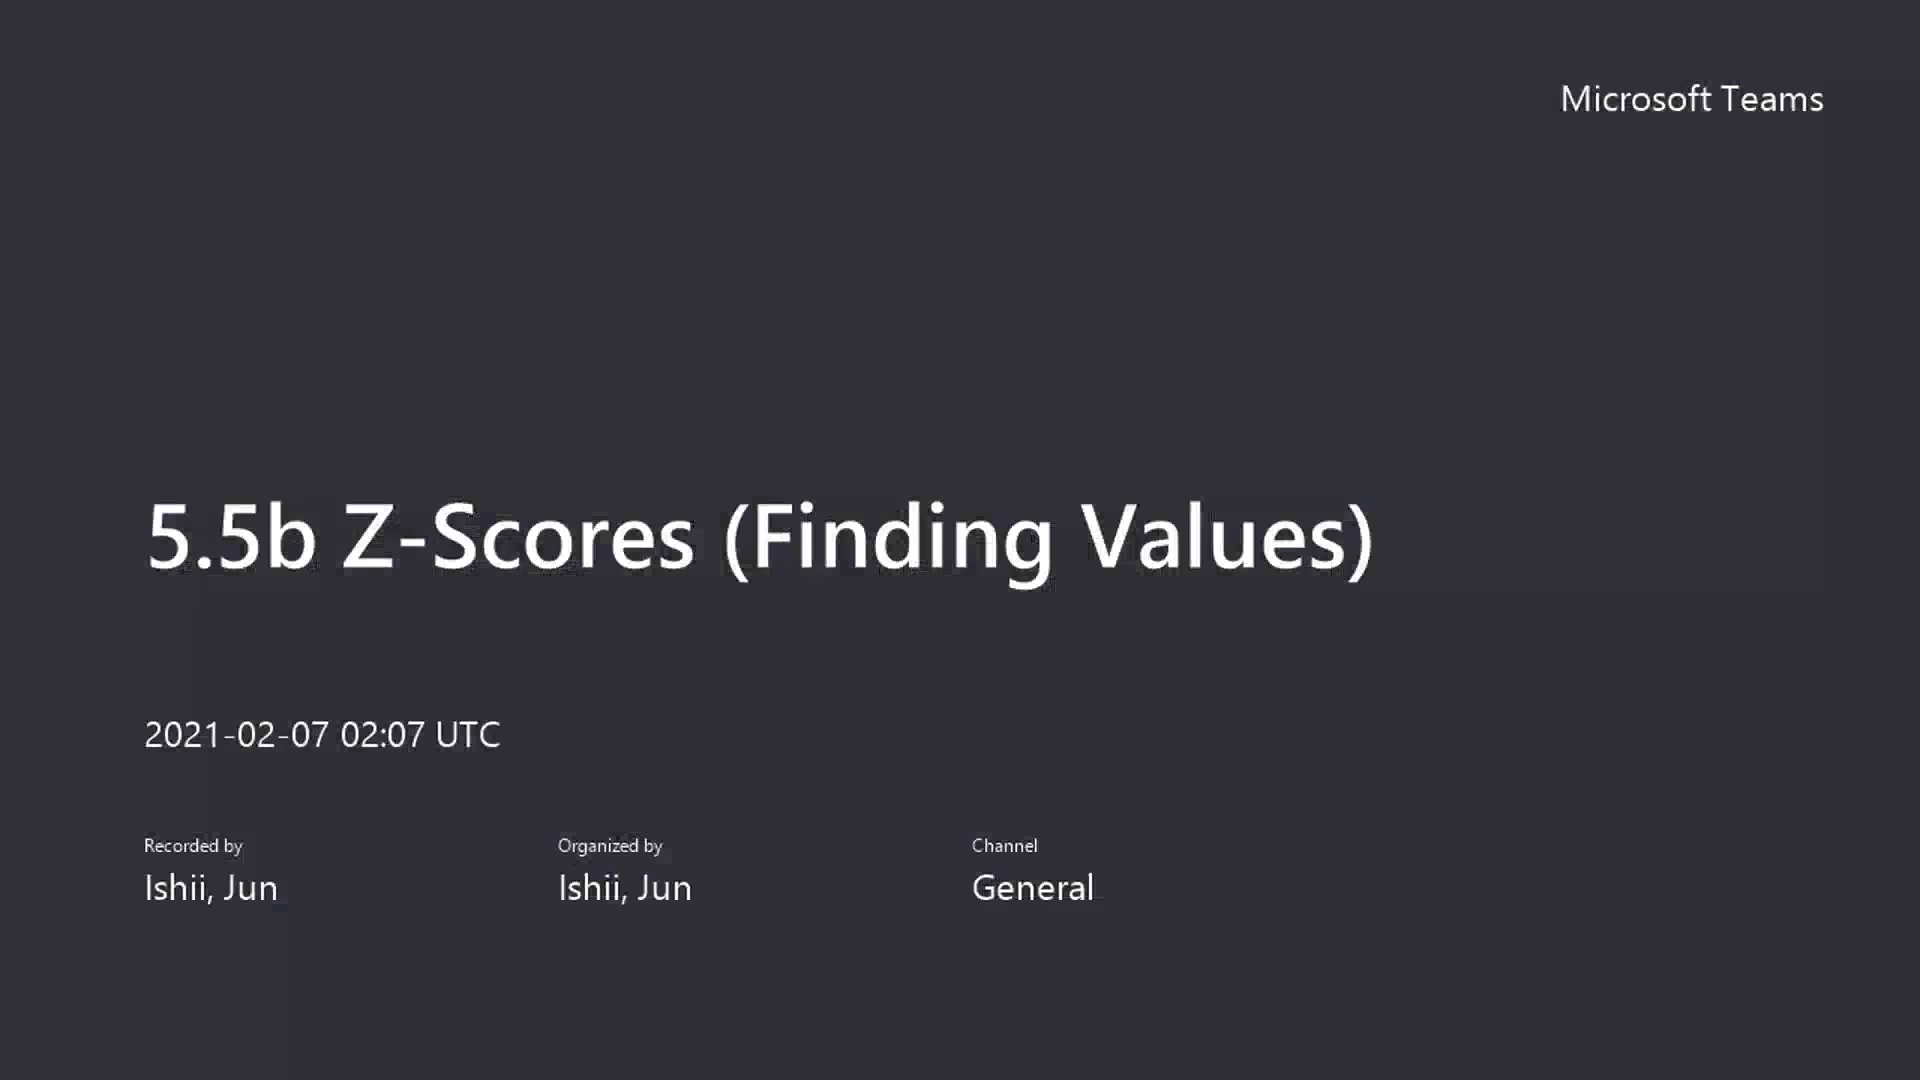 Microsoft Teams
5.5b Z-Scores (Finding Values)
2021-02-07 02:07 UTC
Recorded by
Ishii, Jun
Organized by
Ishii, Jun
Channel
General